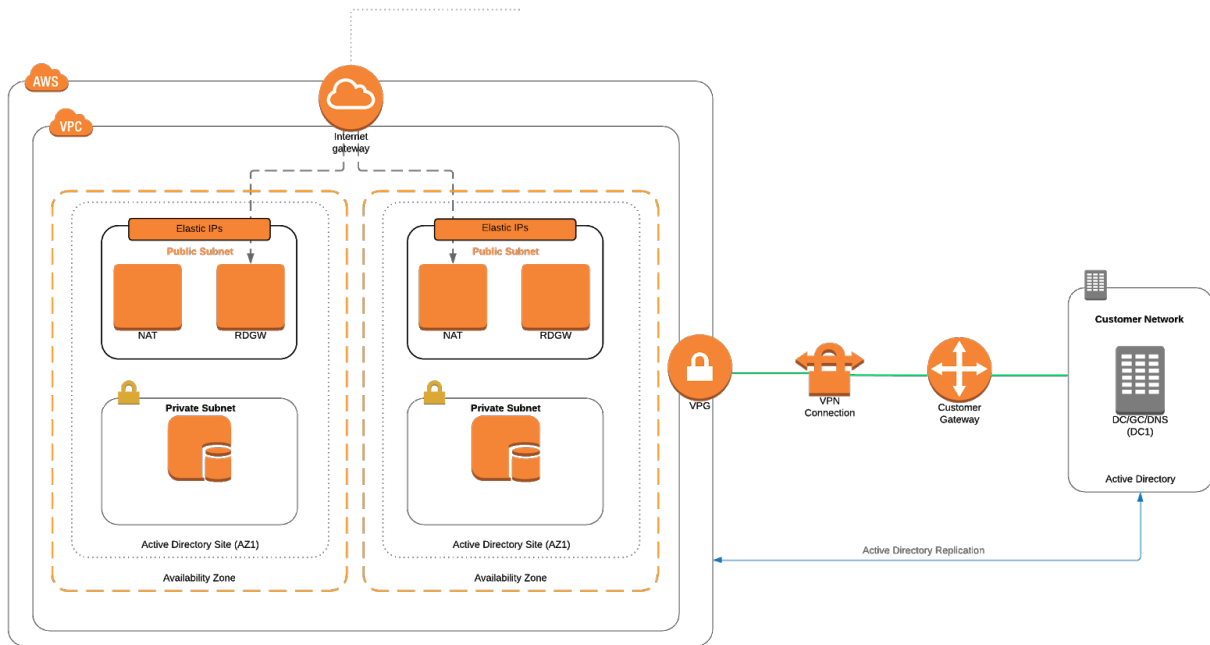 AWS
VPC
Internet
gateway
Elastic IPs
Public Subnet
NAT
RDGW
Private Subnet
Active Directory Site (AZ1)
Availability Zone
Elastic IPs
Public Subnet
NAT
RDGW
Private Subnet
Active Directory Site (AZ1)
Availability Zone
VPG
VPN
Connection
Customer
Gateway
Customer Network
DC/GC/DNS
(DC1)
Active Directory
Active Directory Replication